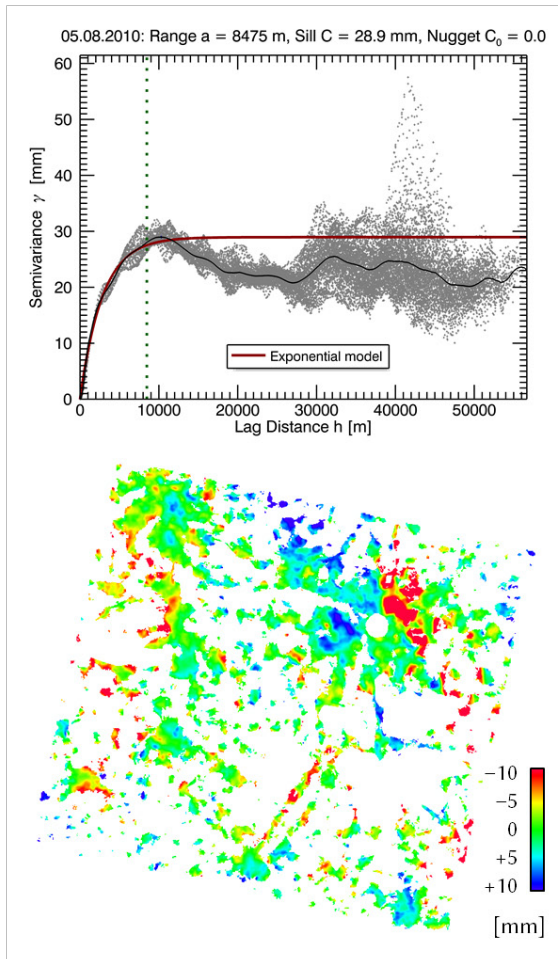 05.08.2010: Range a = 8475 m, Sill C = 28.9 mm, Nugget C₀ = 0.0
60
50
40
30
20
10
0
Semivariance γ [mm]
Exponential model
0 10000 20000 30000 40000 50000
Lag Distance h [m]
−10
−5
0
+5
+10
[mm]